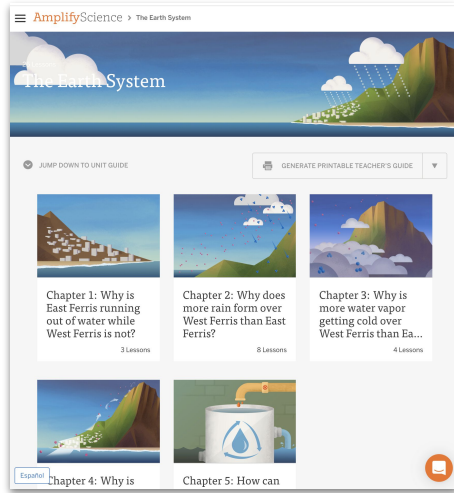 AmplifyScience > The Earth System
The Earth System
JUMP DOWN TO UNIT GUIDE
GENERATE PRINTABLE TEACHER'S GUIDE
Chapter 1: Why is
East Ferris running
out of water while
West Ferris is not?
3 Lessons
Chapter 2: Why does
more rain form over
West Ferris than East
Ferris?
8 Lessons
Chapter 3: Why is
more water vapor
getting cold over
West Ferris than Ea...
4 Lessons
Chapter 4: Why is
Chapter 5: How can
Español